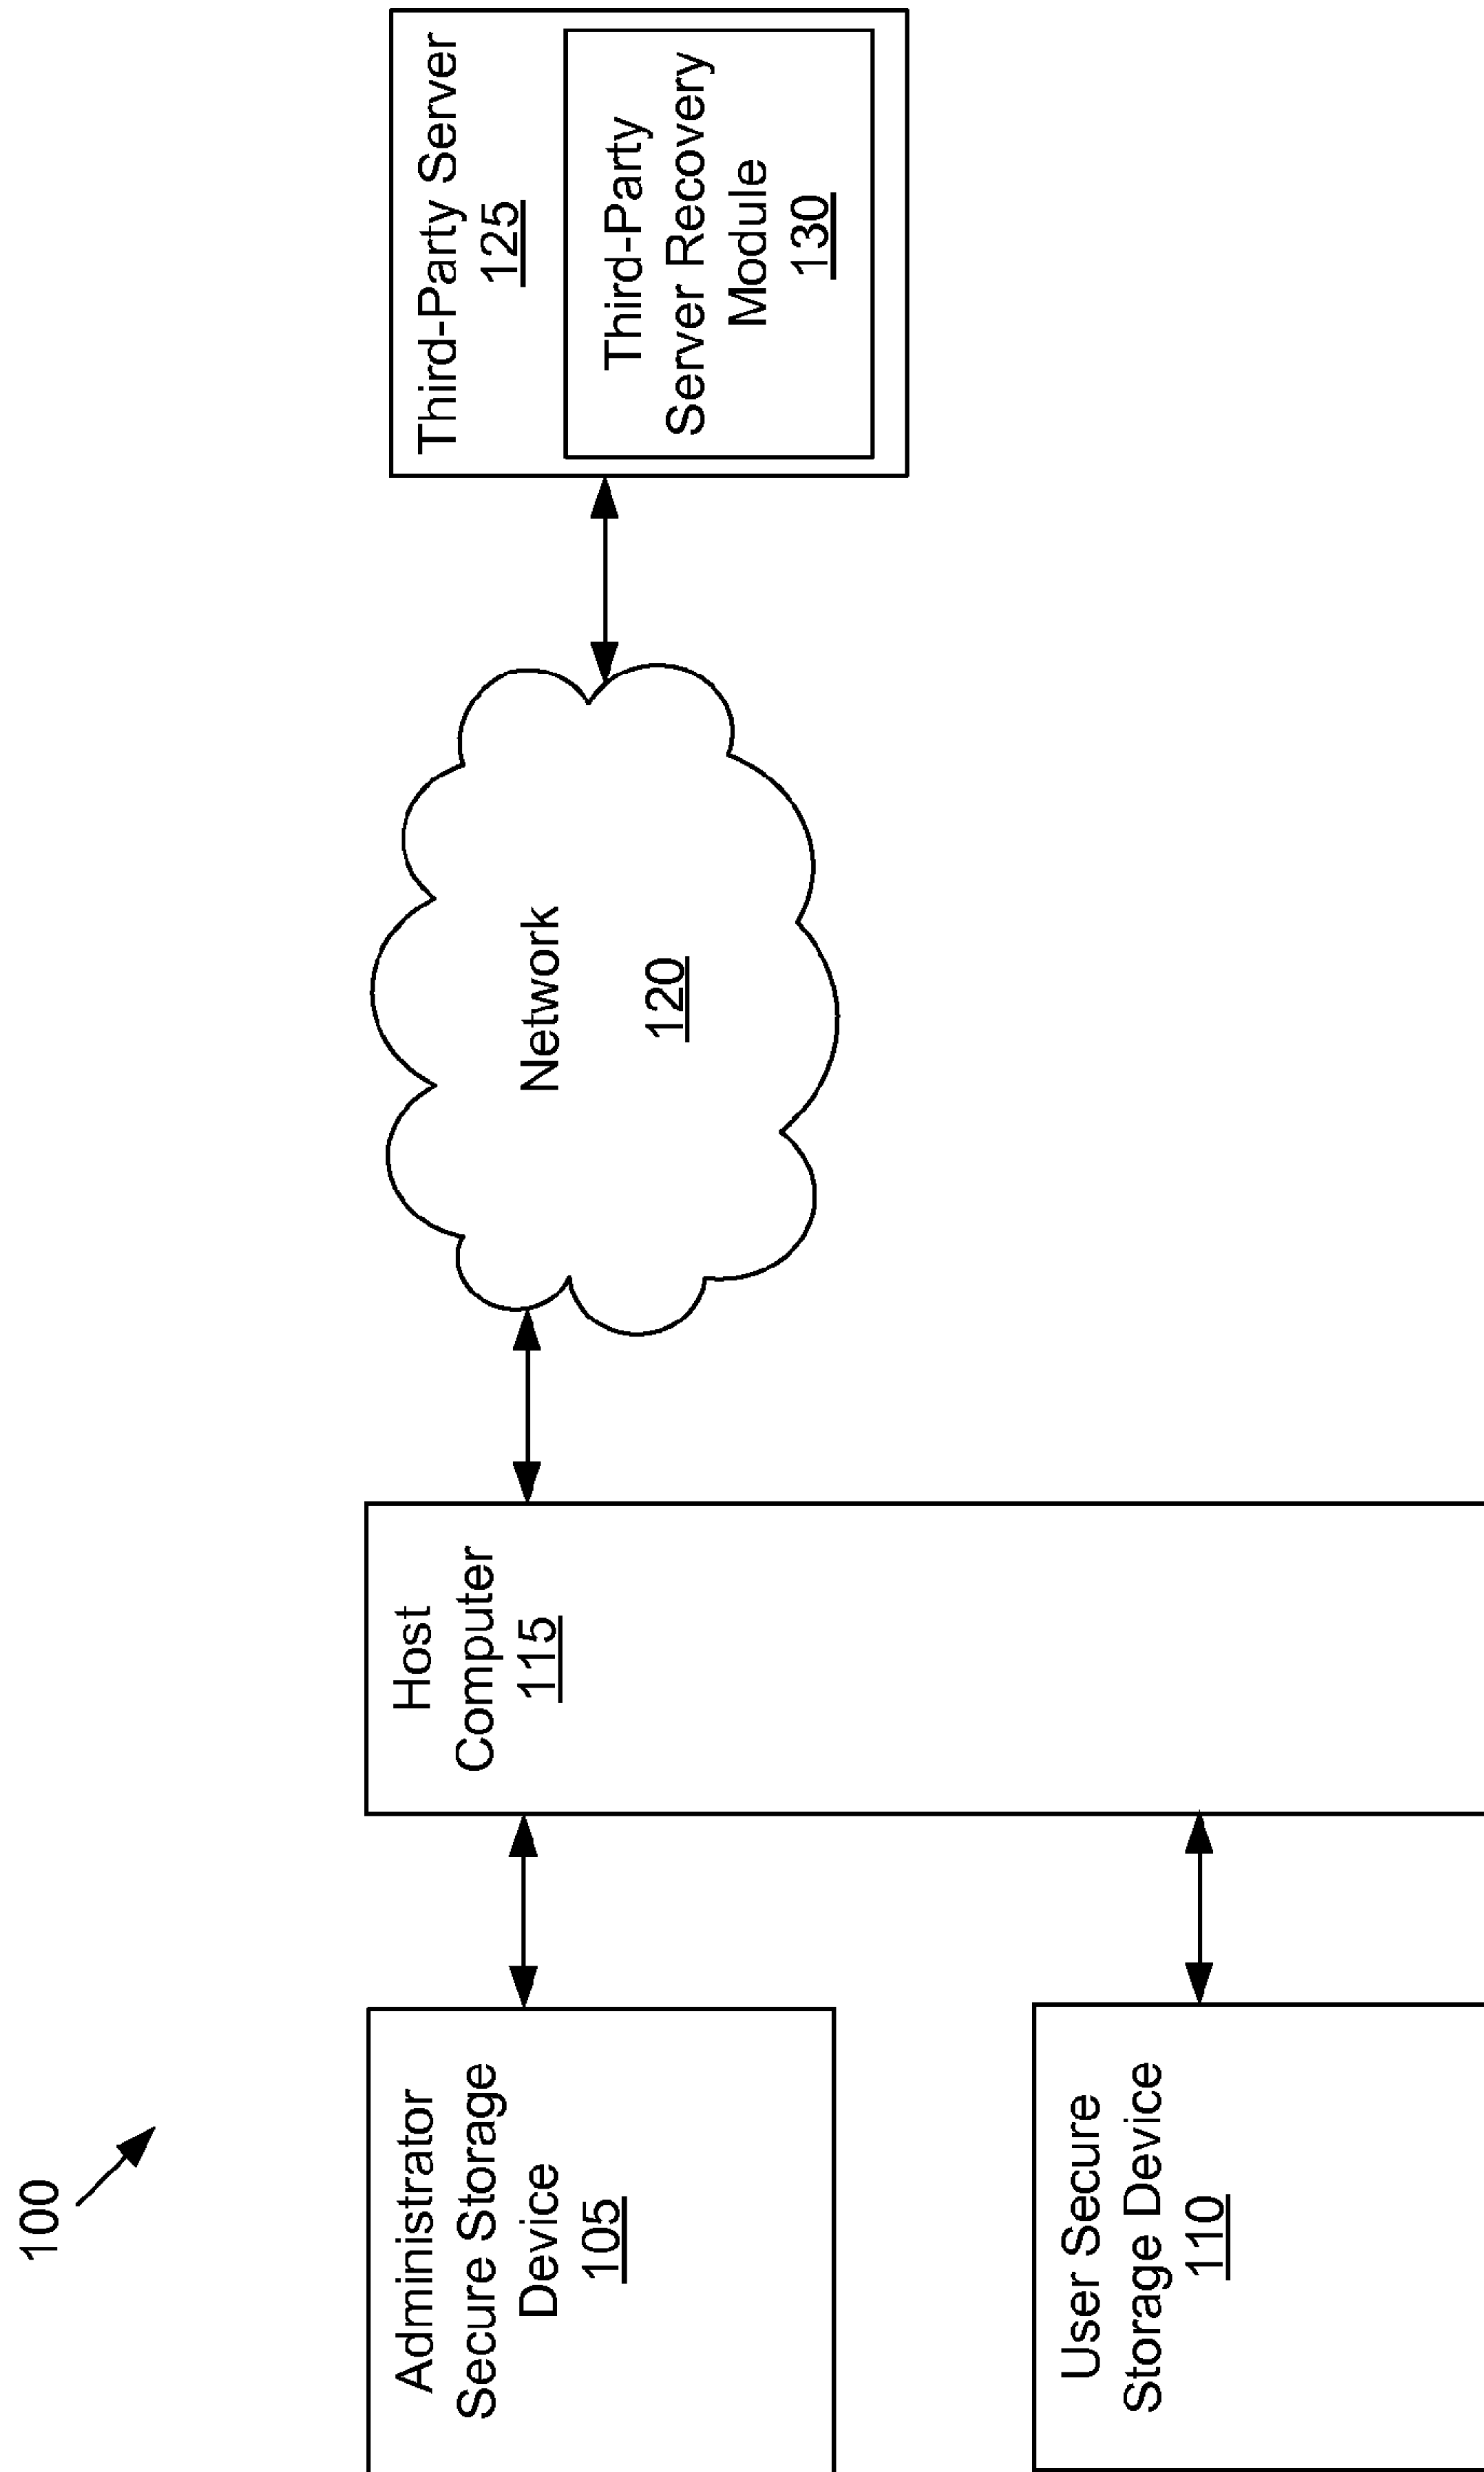 100
Administrator
Secure Storage
Device
105
User Secure
Storage Device
110
Host
Computer
115
Network
120
Third-Party Server
125
Third-Party
Server Recovery
Module
130